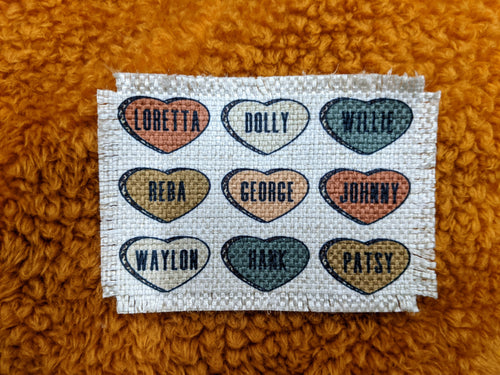 LORETTA DOLLY WILLIE
REBA GEORGE JOHNNY
WAYLON HANK PATSY